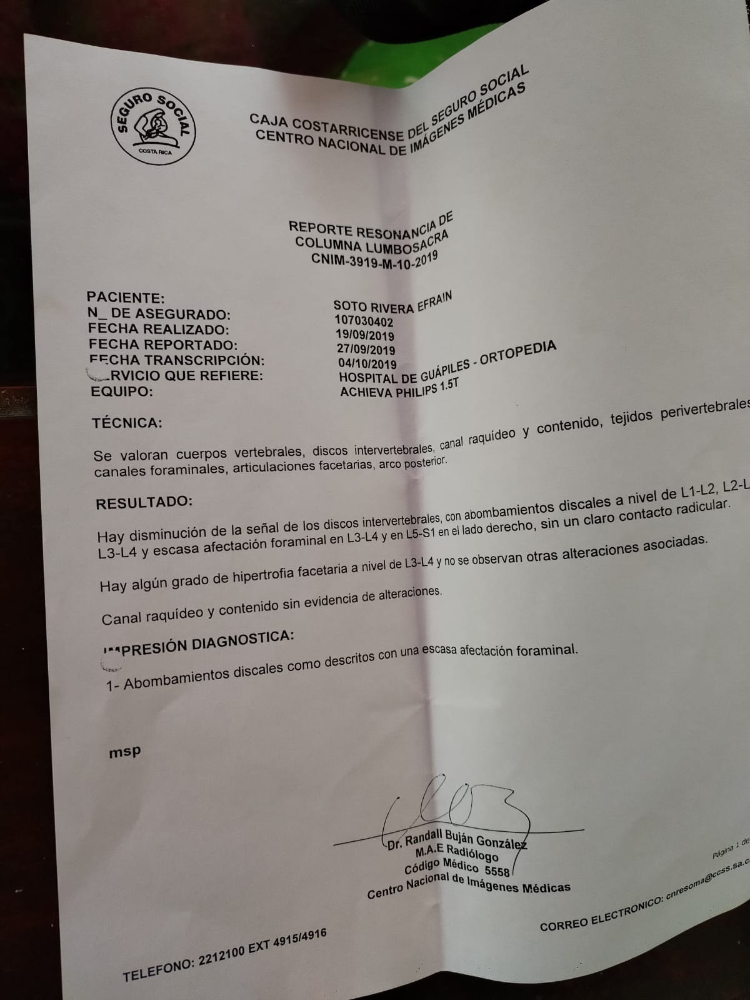 SEGURO SOCIAL
COSTA RICA
CAJA COSTARRICENSE DEL SEGURO SOCIAL
CENTRO NACIONAL DE IMÁGENES MÉDICAS
REPORTE RESONANCIA DE
COLUMNA LUMBOSACRA
CNIM-3919-M-10-2019
PACIENTE: SOTO RIVERA EFRAIN
N_ DE ASEGURADO: 107030402
FECHA REALIZADO: 19/09/2019
FECHA REPORTADO: 27/09/2019
FECHA TRANSCRIPCIÓN: 04/10/2019
RVICIO QUE REFIERE: HOSPITAL DE GUÁPILES - ORTOPEDIA
EQUIPO: ACHIEVA PHILIPS 1.5T
TÉCNICA:
Se valoran cuerpos vertebrales, discos intervertebrales, canal raquídeo y contenido, tejidos perivertebrales
canales foraminales, articulaciones facetarias, arco posterior.
RESULTADO:
Hay disminución de la señal de los discos intervertebrales, con abombamientos discales a nivel de L1-L2, L2-L
L3-L4 y escasa afectación foraminal en L3-L4 y en L5-S1 en el lado derecho, sin un claro contacto radicular.
Hay algún grado de hipertrofia facetaria a nivel de L3-L4 y no se observan otras alteraciones asociadas.
Canal raquídeo y contenido sin evidencia de alteraciones.
PRESIÓN DIAGNOSTICA:
1- Abombamientos discales como descritos con una escasa afectación foraminal.
msp
Dr. Randall Buján González
M.A.E Radiólogo
Código Médico 5558
Centro Nacional de Imágenes Médicas
Página 1 de
TELEFONO: 2212100 EXT 4915/4916
CORREO ELECTRONICO: cnresoma@ccss.sa.c